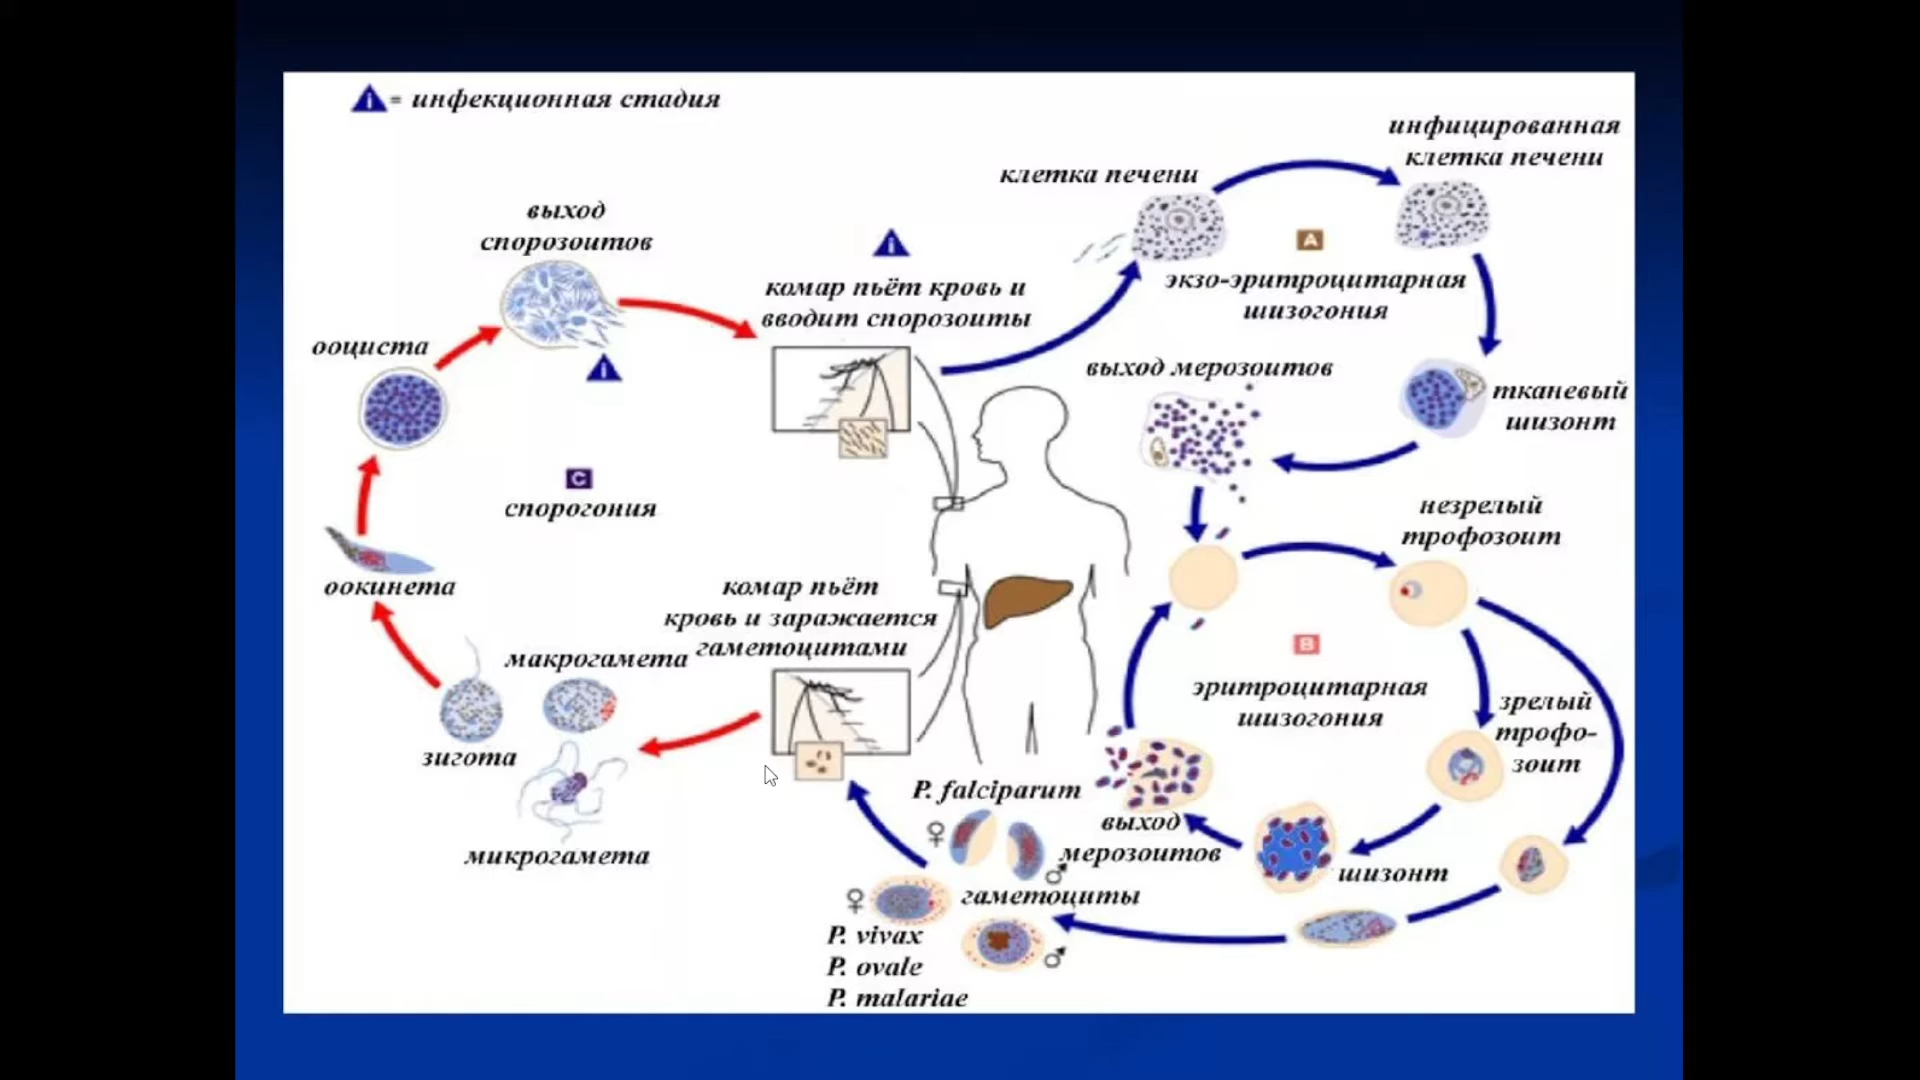 i = инфекционная стадия
инфицированная
клетка печени
клетка печени
выход
спорозоитов
i
A
экзо-эритроцитарная
шизогония
комар пьёт кровь и
вводит спорозоиты
ооциста
i
выход мерозоитов
тканевый
шизонт
C
спорогония
незрелый
трофозоит
оокинета
комар пьёт
кровь и заражается
гаметоцитами
макрогамета
B
эритроцитарная
шизогония
зрелый
трофо-
зоит
зигота
P. falciparum
♀
♂
выход
мерозоитов
микрогамета
шизонт
гаметоциты
♀
♂
P. vivax
P. ovale
P. malariae